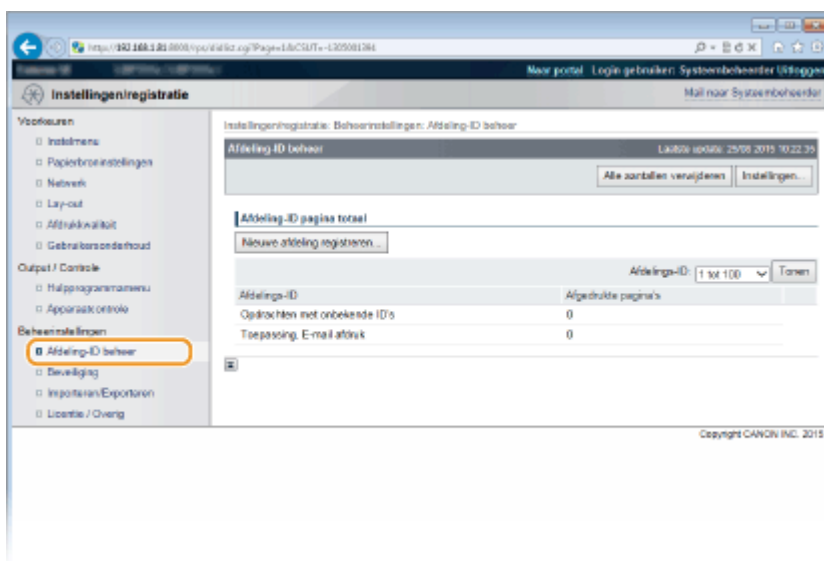 Naar portal Login gebruiker: Systeembeheerder Uitloggen
Instellingen/registratie
Mail naar Systeembeheerder
Voorkeuren
Instelmenu
Papierbroninstellingen
Netwerk
Lay-out
Afdrukkwaliteit
Gebruikersonderhoud
Output / Controle
Hulpprogrammamenu
Apparaatcontrole
Beheerinstellingen
Afdeling-ID beheer
Beveiliging
Importeren/Exporteren
Licentie / Overig
Instellingen/registratie: Beheerinstellingen: Afdeling-ID beheer
Afdeling-ID beheer
Laatste update: 25/05 2015 10:22:35
Alle aantallen verwijderen
Instellingen...
Afdeling-ID pagina totaal
Nieuwe afdeling registreren...
Afdelings-ID: 1 tot 100 Tonen
Afdelings-ID Afgedrukte pagina's
Opdrachten met onbekende ID's 0
Toepassing, E-mail afdruk 0
Copyright CANON INC. 2015